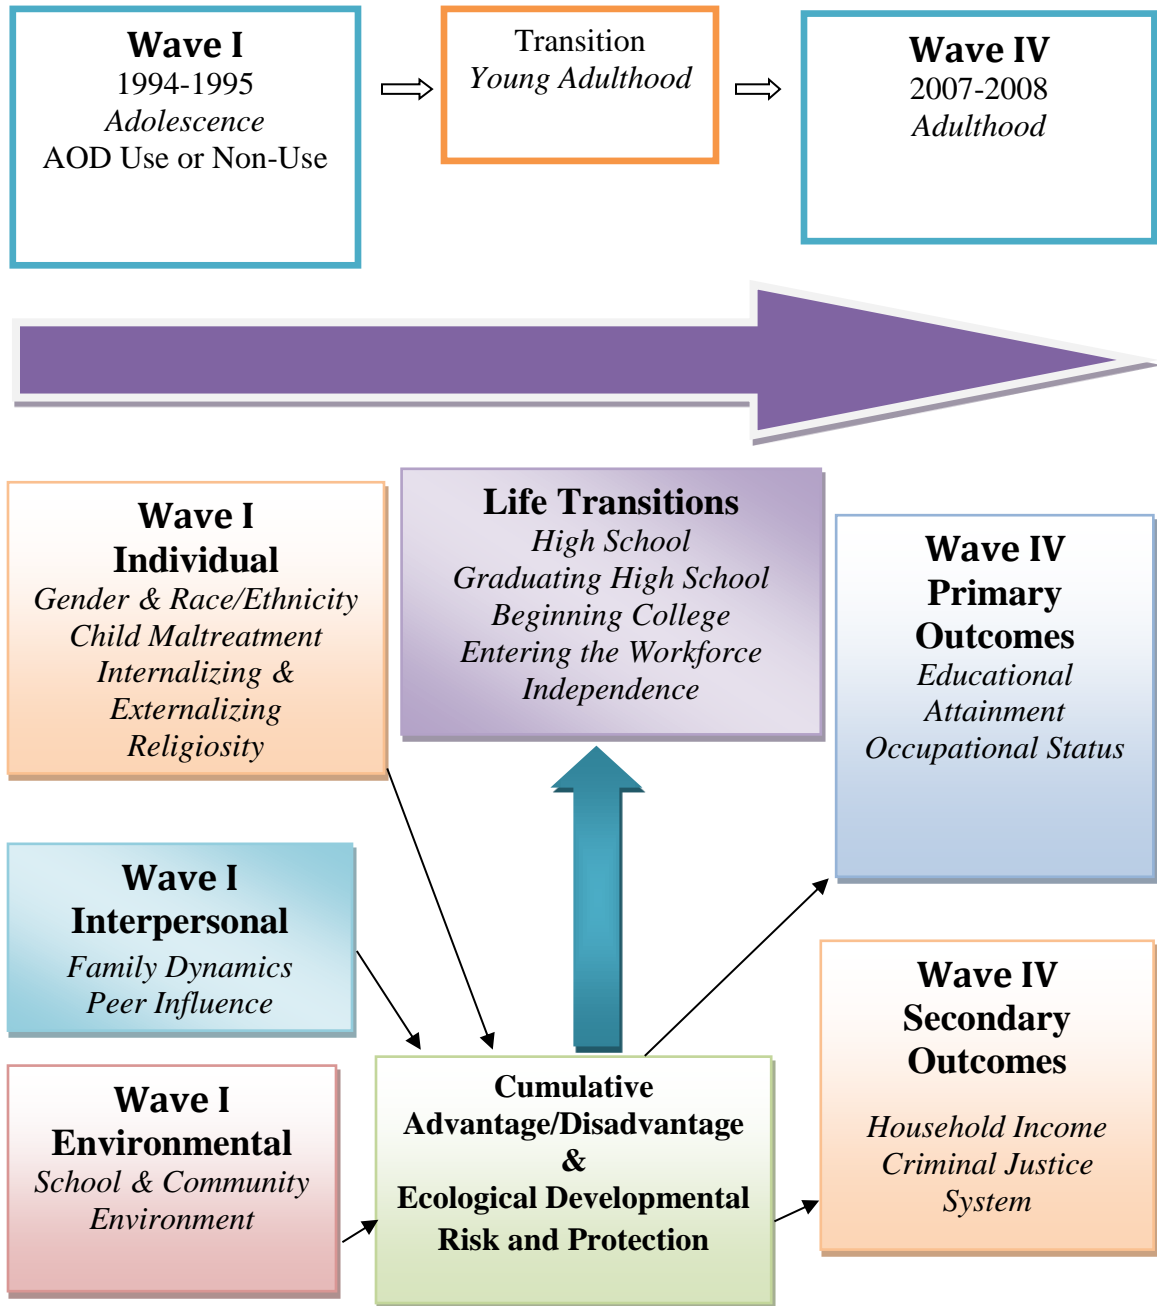 Wave I
1994-1995
Adolescence
AOD Use or Non-Use
Transition
Young Adulthood
Wave IV
2007-2008
Adulthood
Wave I
Individual
Gender & Race/Ethnicity
Child Maltreatment
Internalizing &
Externalizing
Religiosity
Life Transitions
High School
Graduating High School
Beginning College
Entering the Workforce
Independence
Wave IV
Primary
Outcomes
Educational
Attainment
Occupational Status
Wave I
Interpersonal
Family Dynamics
Peer Influence
Wave I
Environmental
School & Community
Environment
Cumulative
Advantage/Disadvantage
&
Ecological Developmental
Risk and Protection
Wave IV
Secondary
Outcomes
Household Income
Criminal Justice
System